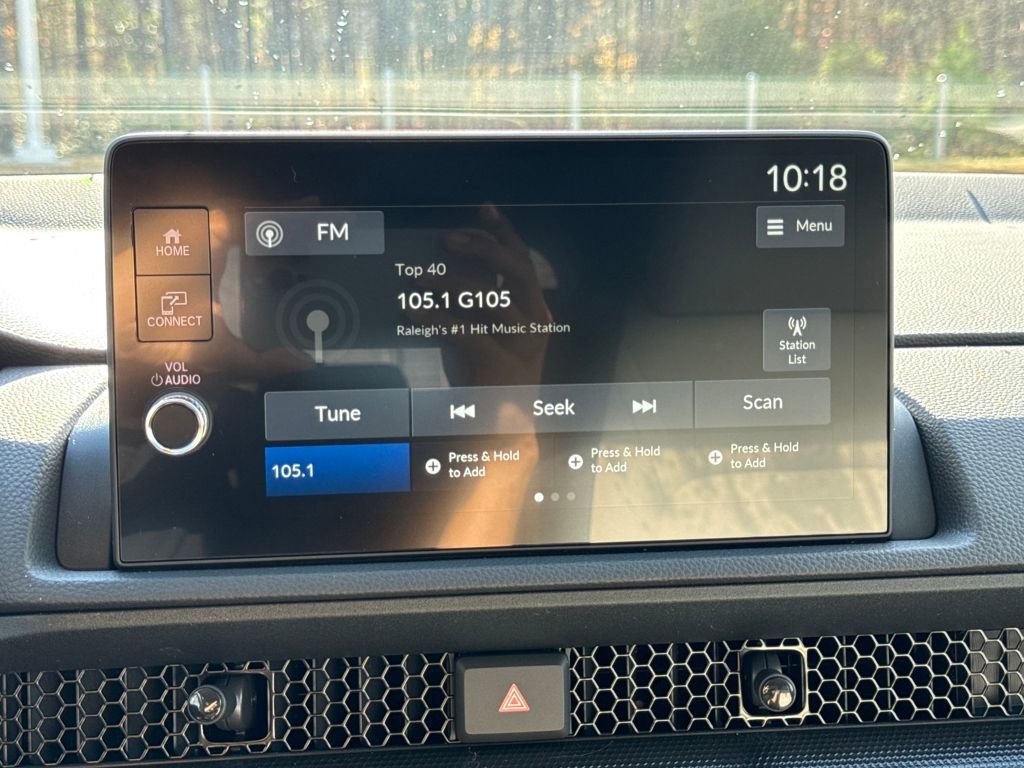 10:18
HOME
FM
Menu
Top 40
105.1 G105
Raleigh's #1 Hit Music Station
CONNECT
Station
List
VOL
AUDIO
Tune
Seek
Scan
105.1
Press & Hold
to Add
Press & Hold
to Add
Press & Hold
to Add